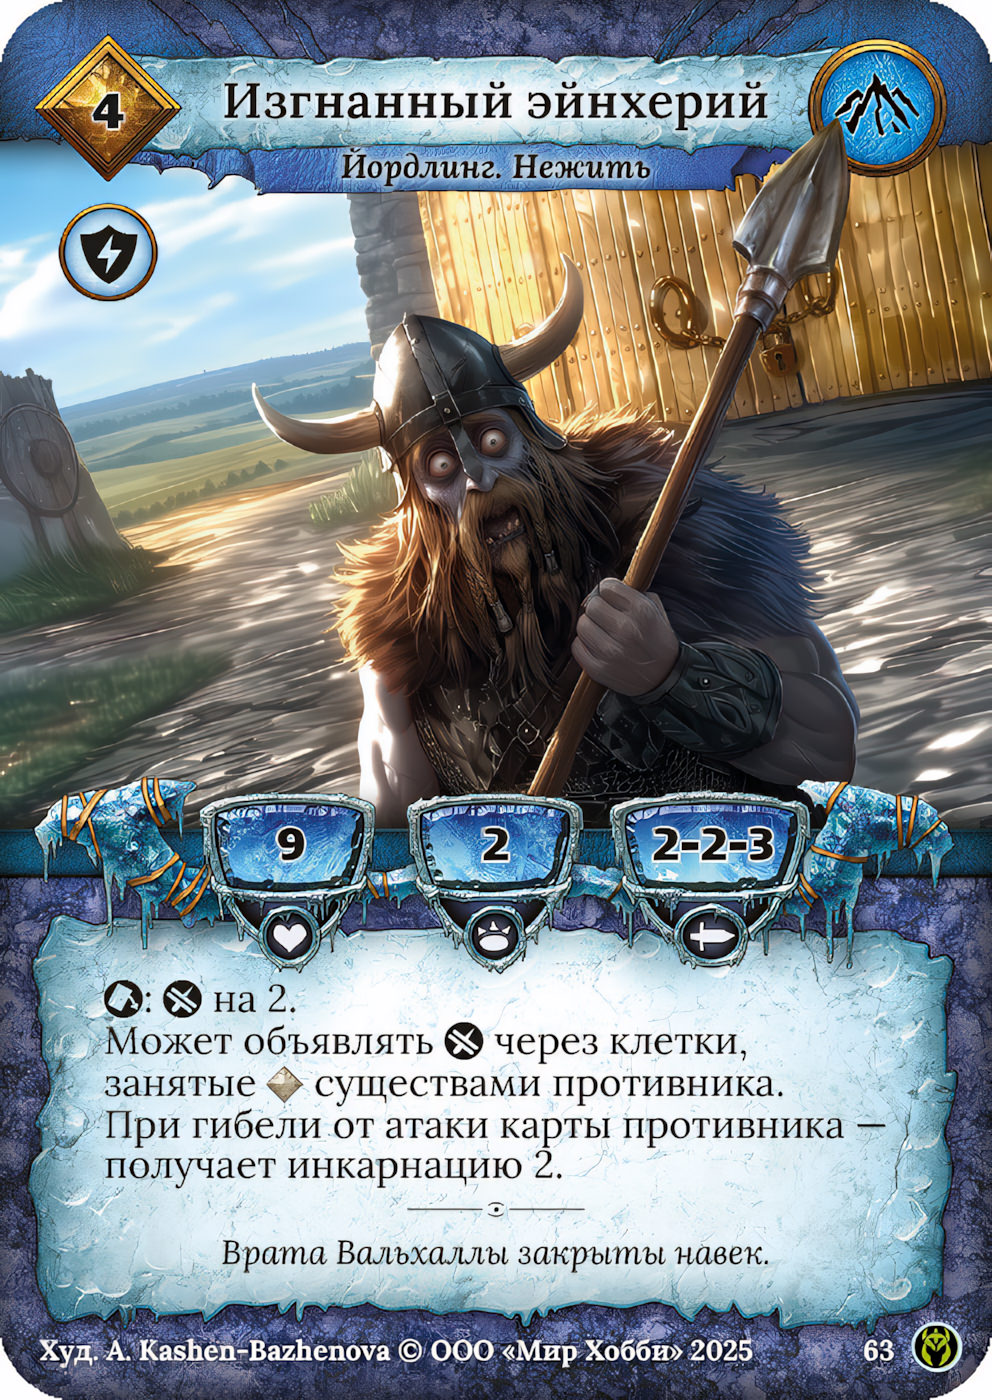 4
Изгнанный эйнхерий
Йордлинг. Нежить
9
2
2-2-3
: на 2.
Может объявлять через клетки,
занятые существами противника.
При гибели от атаки карты противника —
получает инкарнацию 2.
Врата Вальхаллы закрыты навек.
Худ. А. Kashen-Bazhenova © ООО «Мир Хобби» 2025
63